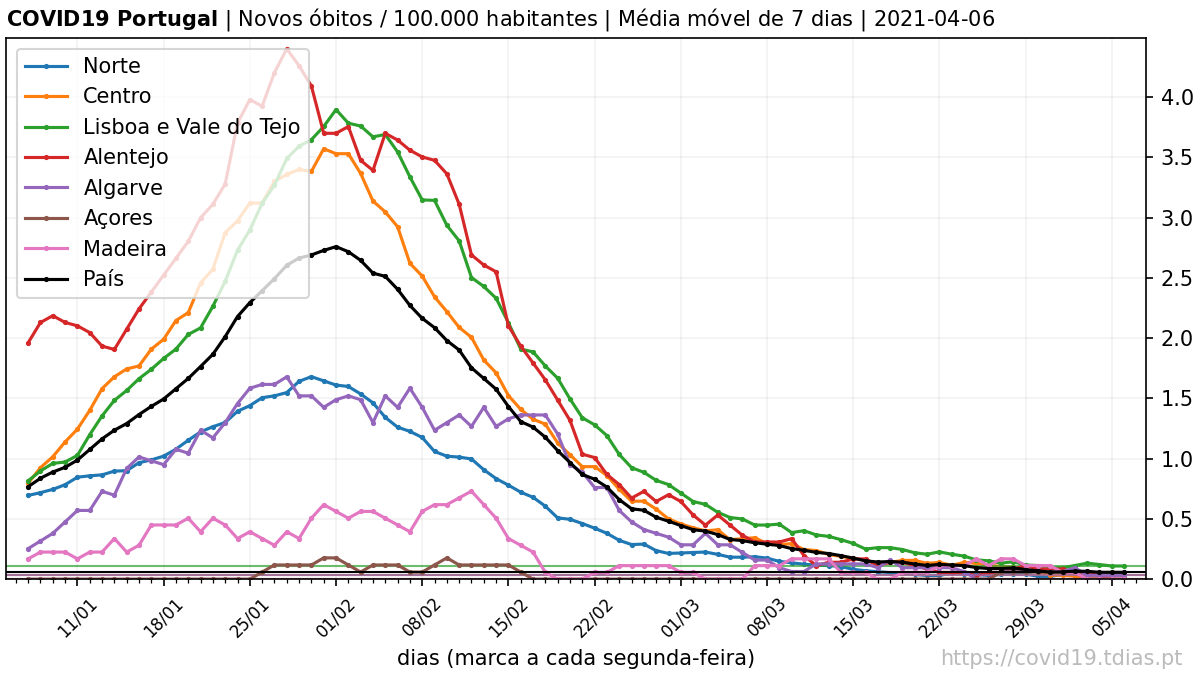 COVID19 Portugal | Novos óbitos / 100.000 habitantes | Média móvel de 7 dias | 2021-04-06
Norte
Centro
Lisboa e Vale do Tejo
Alentejo
Algarve
Açores
Madeira
País
4.0
3.5
3.0
2.5
2.0
1.5
1.0
0.5
0.0
11/01
18/01
25/01
01/02
08/02
15/02
22/02
01/03
08/03
15/03
22/03
29/03
05/04
dias (marca a cada segunda-feira)
https://covid19.tdias.pt